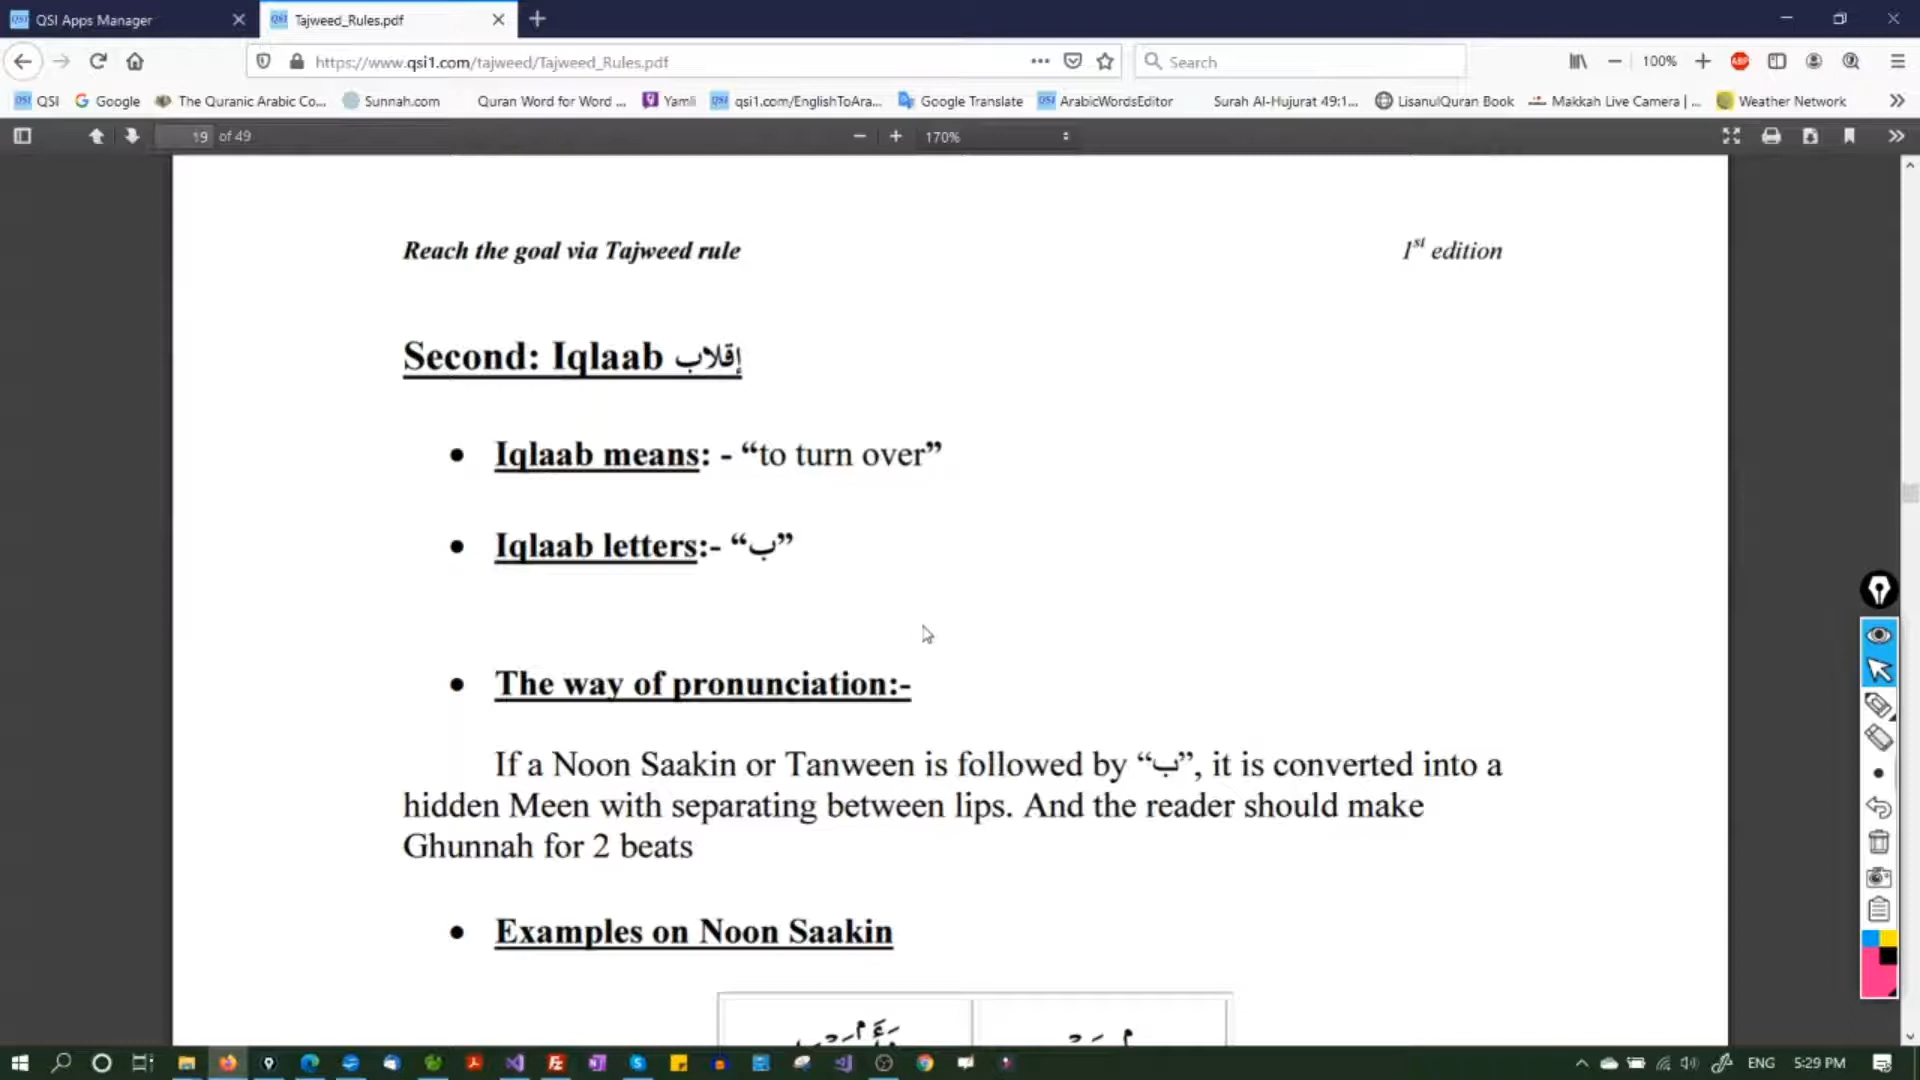 QSI Apps Manager
Tajweed_Rules.pdf
https://www.qsi1.com/tajweed/Tajweed_Rules.pdf
Search
100%
ABP
QSI
Google
The Quranic Arabic Co...
Sunnah.com
Quran Word for Word ...
Yamli
qsi1.com/EnglishToAra...
Google Translate
ArabicWordsEditor
Surah Al-Hujurat 49:1...
LisanulQuran Book
Makkah Live Camera | ...
Weather Network
19 of 49
170%
Reach the goal via Tajweed rule
1st edition
Second: Iqlaab إقلاب
• Iqlaab means: - “to turn over”
• Iqlaab letters:- “ب”
• The way of pronunciation:-
If a Noon Saakin or Tanween is followed by “ب”, it is converted into a
hidden Meen with separating between lips. And the reader should make
Ghunnah for 2 beats
• Examples on Noon Saakin
ENG
5:29 PM